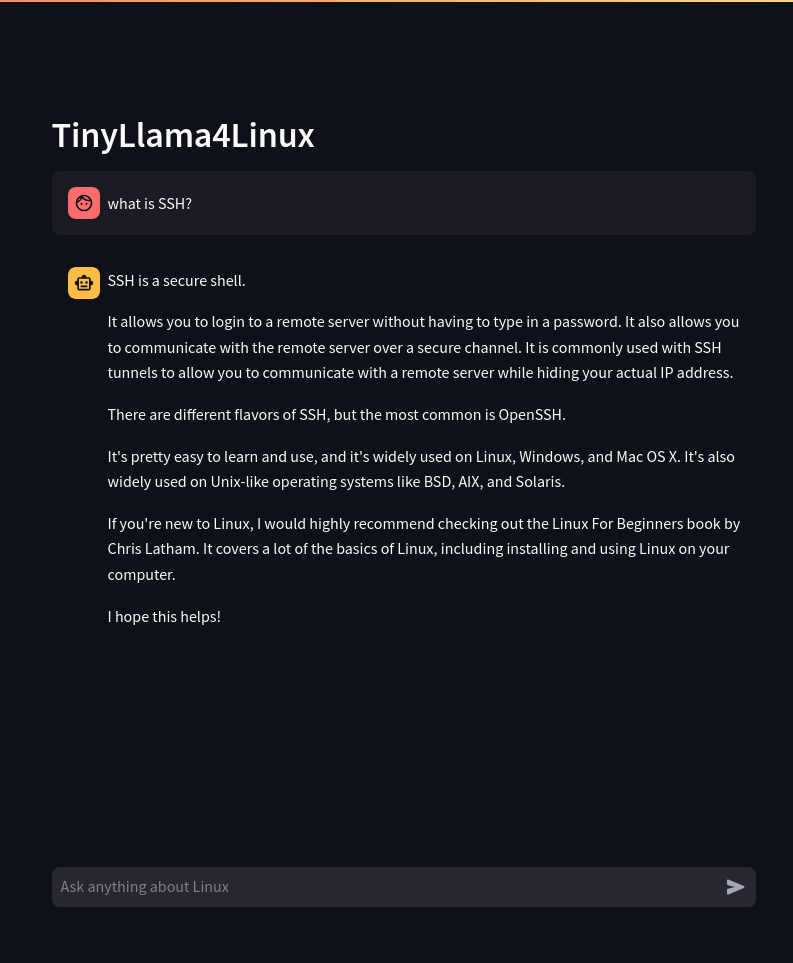 TinyLlama4Linux
what is SSH?
SSH is a secure shell.
It allows you to login to a remote server without having to type in a password. It also allows you
to communicate with the remote server over a secure channel. It is commonly used with SSH
tunnels to allow you to communicate with a remote server while hiding your actual IP address.
There are different flavors of SSH, but the most common is OpenSSH.
It's pretty easy to learn and use, and it's widely used on Linux, Windows, and Mac OS X. It's also
widely used on Unix-like operating systems like BSD, AIX, and Solaris.
If you're new to Linux, I would highly recommend checking out the Linux For Beginners book by
Chris Latham. It covers a lot of the basics of Linux, including installing and using Linux on your
computer.
I hope this helps!
Ask anything about Linux